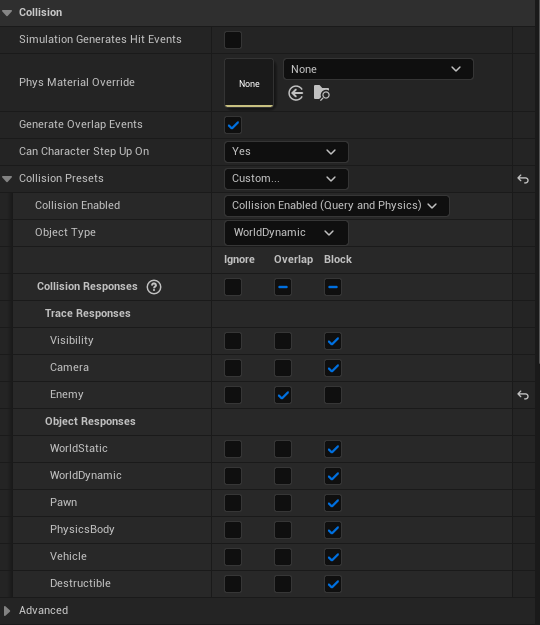 Collision
Simulation Generates Hit Events
Phys Material Override
None
None
Generate Overlap Events
Can Character Step Up On
Yes
Collision Presets
Custom...
Collision Enabled
Collision Enabled (Query and Physics)
Object Type
WorldDynamic
Ignore Overlap Block
Collision Responses ?
Trace Responses
Visibility
Camera
Enemy
Object Responses
WorldStatic
WorldDynamic
Pawn
PhysicsBody
Vehicle
Destructible
Advanced